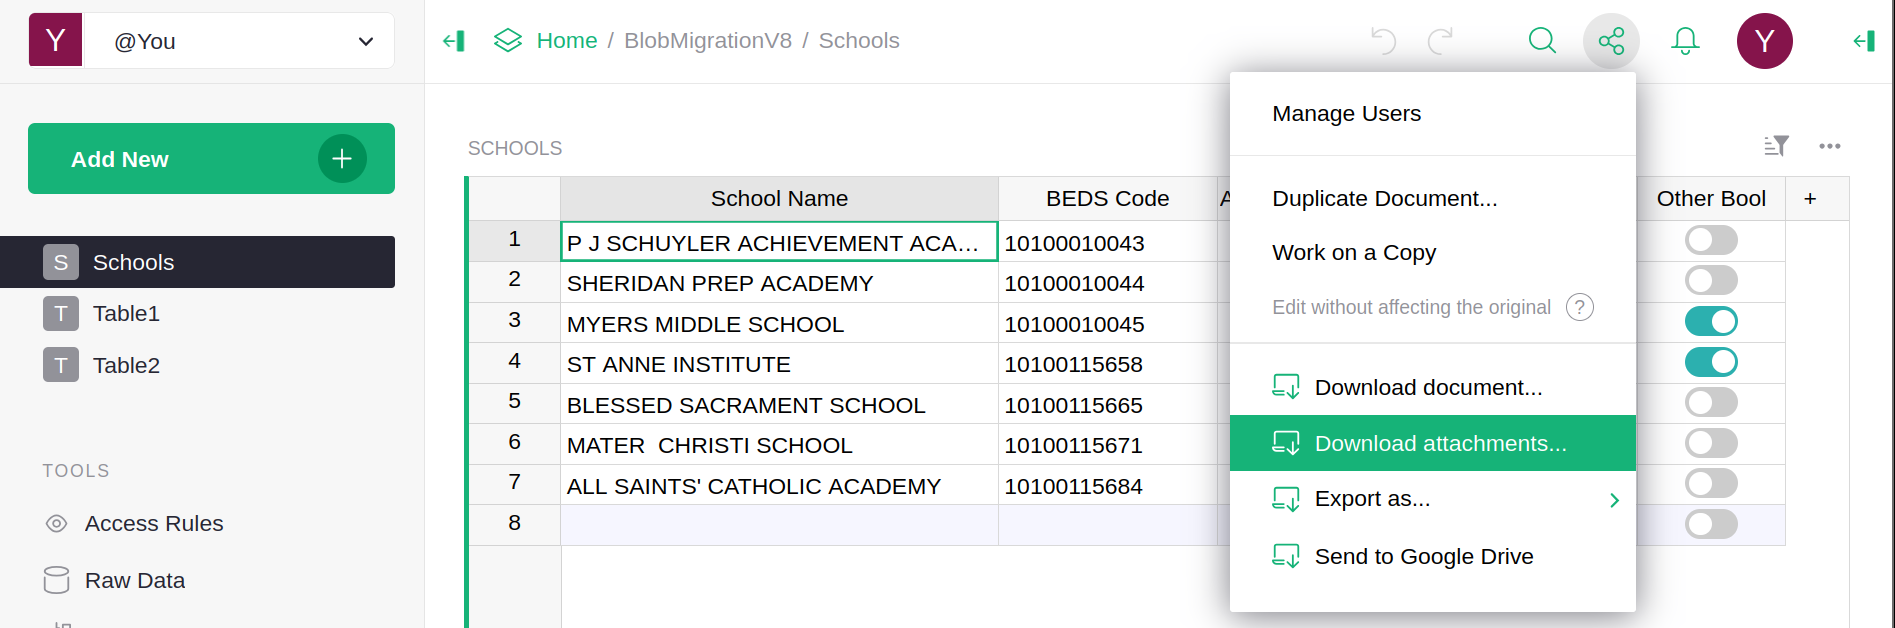 Y @You
Home / BlobMigrationV8 / Schools
Y
Add New +
S Schools
T Table1
T Table2
TOOLS
Access Rules
Raw Data
SCHOOLS
School Name BEDS Code A Other Bool +
1 P J SCHUYLER ACHIEVEMENT ACA… 10100010043
2 SHERIDAN PREP ACADEMY 10100010044
3 MYERS MIDDLE SCHOOL 10100010045
4 ST ANNE INSTITUTE 10100115658
5 BLESSED SACRAMENT SCHOOL 10100115665
6 MATER  CHRISTI SCHOOL 10100115671
7 ALL SAINTS' CATHOLIC ACADEMY 10100115684
8
Manage Users
Duplicate Document...
Work on a Copy
Edit without affecting the original ?
Download document...
Download attachments...
Export as...
Send to Google Drive